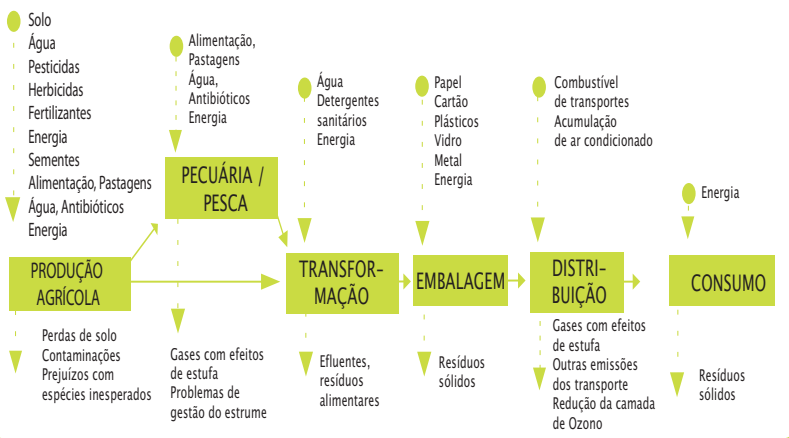 Solo
Água
Pesticidas
Herbicidas
Fertilizantes
Energia
Sementes
Alimentação, Pastagens
Água, Antibióticos
Energia
PRODUÇÃO
AGRÍCOLA
Perdas de solo
Contaminações
Prejuízos com
espécies inesperados
Alimentação,
Pastagens
Água,
Antibióticos
Energia
PECUÁRIA /
PESCA
Gases com efeitos
de estufa
Problemas de
gestão do estrume
Água
Detergentes
sanitários
Energia
TRANSFOR-
MAÇÃO
Efluentes,
resíduos
alimentares
Papel
Cartão
Plásticos
Vidro
Metal
Energia
EMBALAGEM
Resíduos
sólidos
Combustível
de transportes
Acumulação
de ar condicionado
DISTRI-
BUIÇÃO
Gases com efeitos
de estufa
Outras emissões
dos transporte
Redução da camada
de Ozono
Energia
CONSUMO
Resíduos
sólidos